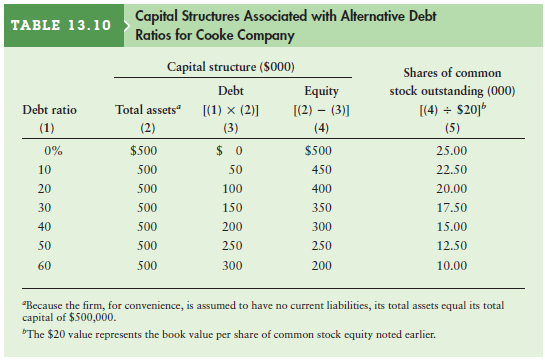 TABLE 13.10 Capital Structures Associated with Alternative Debt
Ratios for Cooke Company
Capital structure ($000)
Shares of common
Debt Equity stock outstanding (000)
Debt ratio Total assetsᵃ [(1) × (2)] [(2) − (3)] [(4) ÷ $20]ᵇ
(1) (2) (3) (4) (5)
0% $500 $ 0 $500 25.00
10 500 50 450 22.50
20 500 100 400 20.00
30 500 150 350 17.50
40 500 200 300 15.00
50 500 250 250 12.50
60 500 300 200 10.00
ᵃBecause the firm, for convenience, is assumed to have no current liabilities, its total assets equal its total
capital of $500,000.
ᵇThe $20 value represents the book value per share of common stock equity noted earlier.